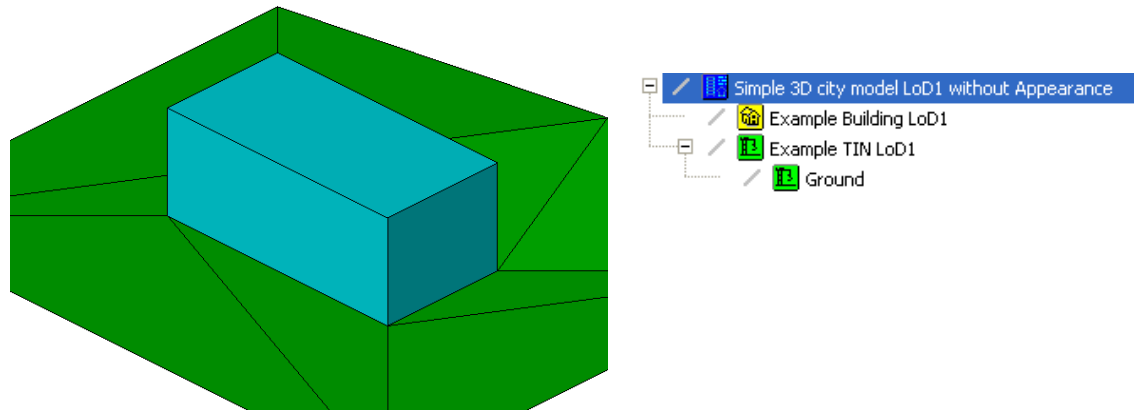 Simple 3D city model LoD1 without Appearance
Example Building LoD1
Example TIN LoD1
Ground